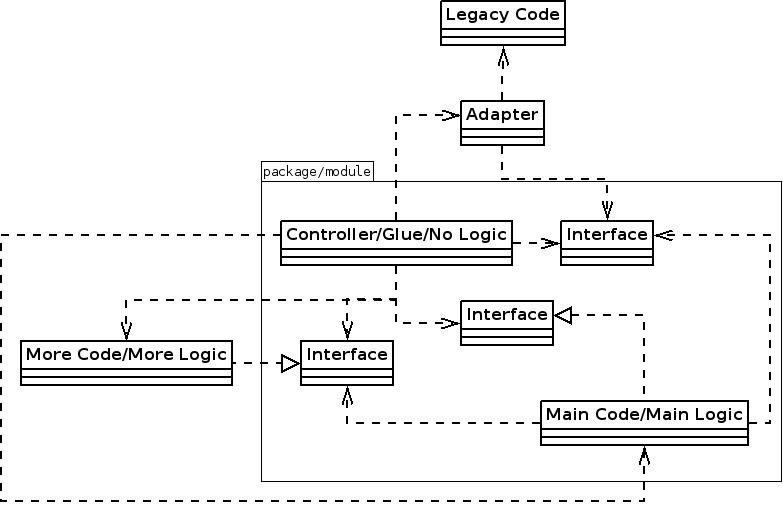 Legacy Code
Adapter
package/module
Controller/Glue/No Logic
Interface
Interface
More Code/More Logic
Interface
Main Code/Main Logic